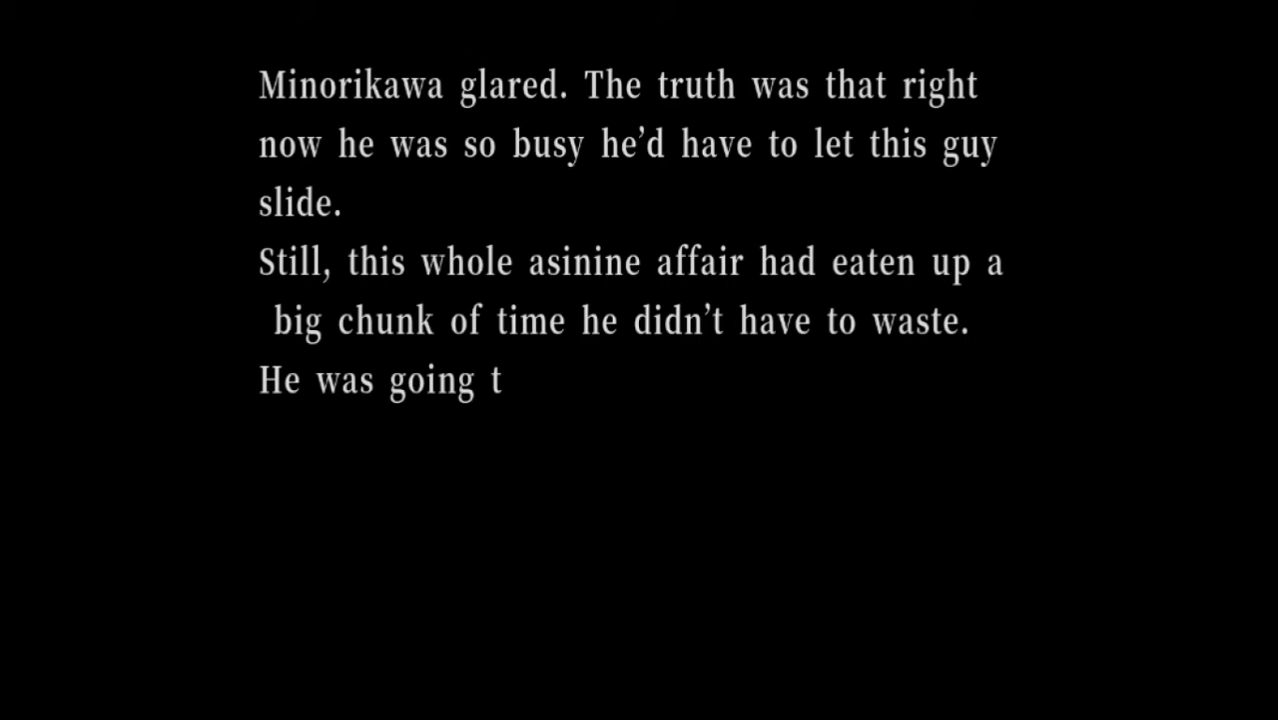 Minorikawa glared. The truth was that right
now he was so busy he’d have to let this guy
slide.
Still, this whole asinine affair had eaten up a
big chunk of time he didn’t have to waste.
He was going t